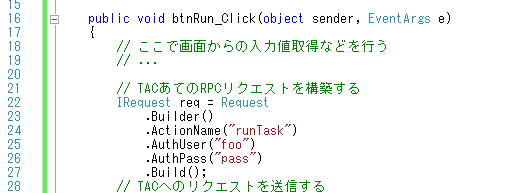 15
16 public void btnRun_Click(object sender, EventArgs e)
17 {
18 // ここで画面からの入力値取得などを行う
19 // ...
20
21 // TACあてのRPCリクエストを構築する
22 IRequest req = Request
23 .Builder()
24 .ActionName("runTask")
25 .AuthUser("foo")
26 .AuthPass("pass")
27 .Build();
28 // TACへのリクエストを送信する